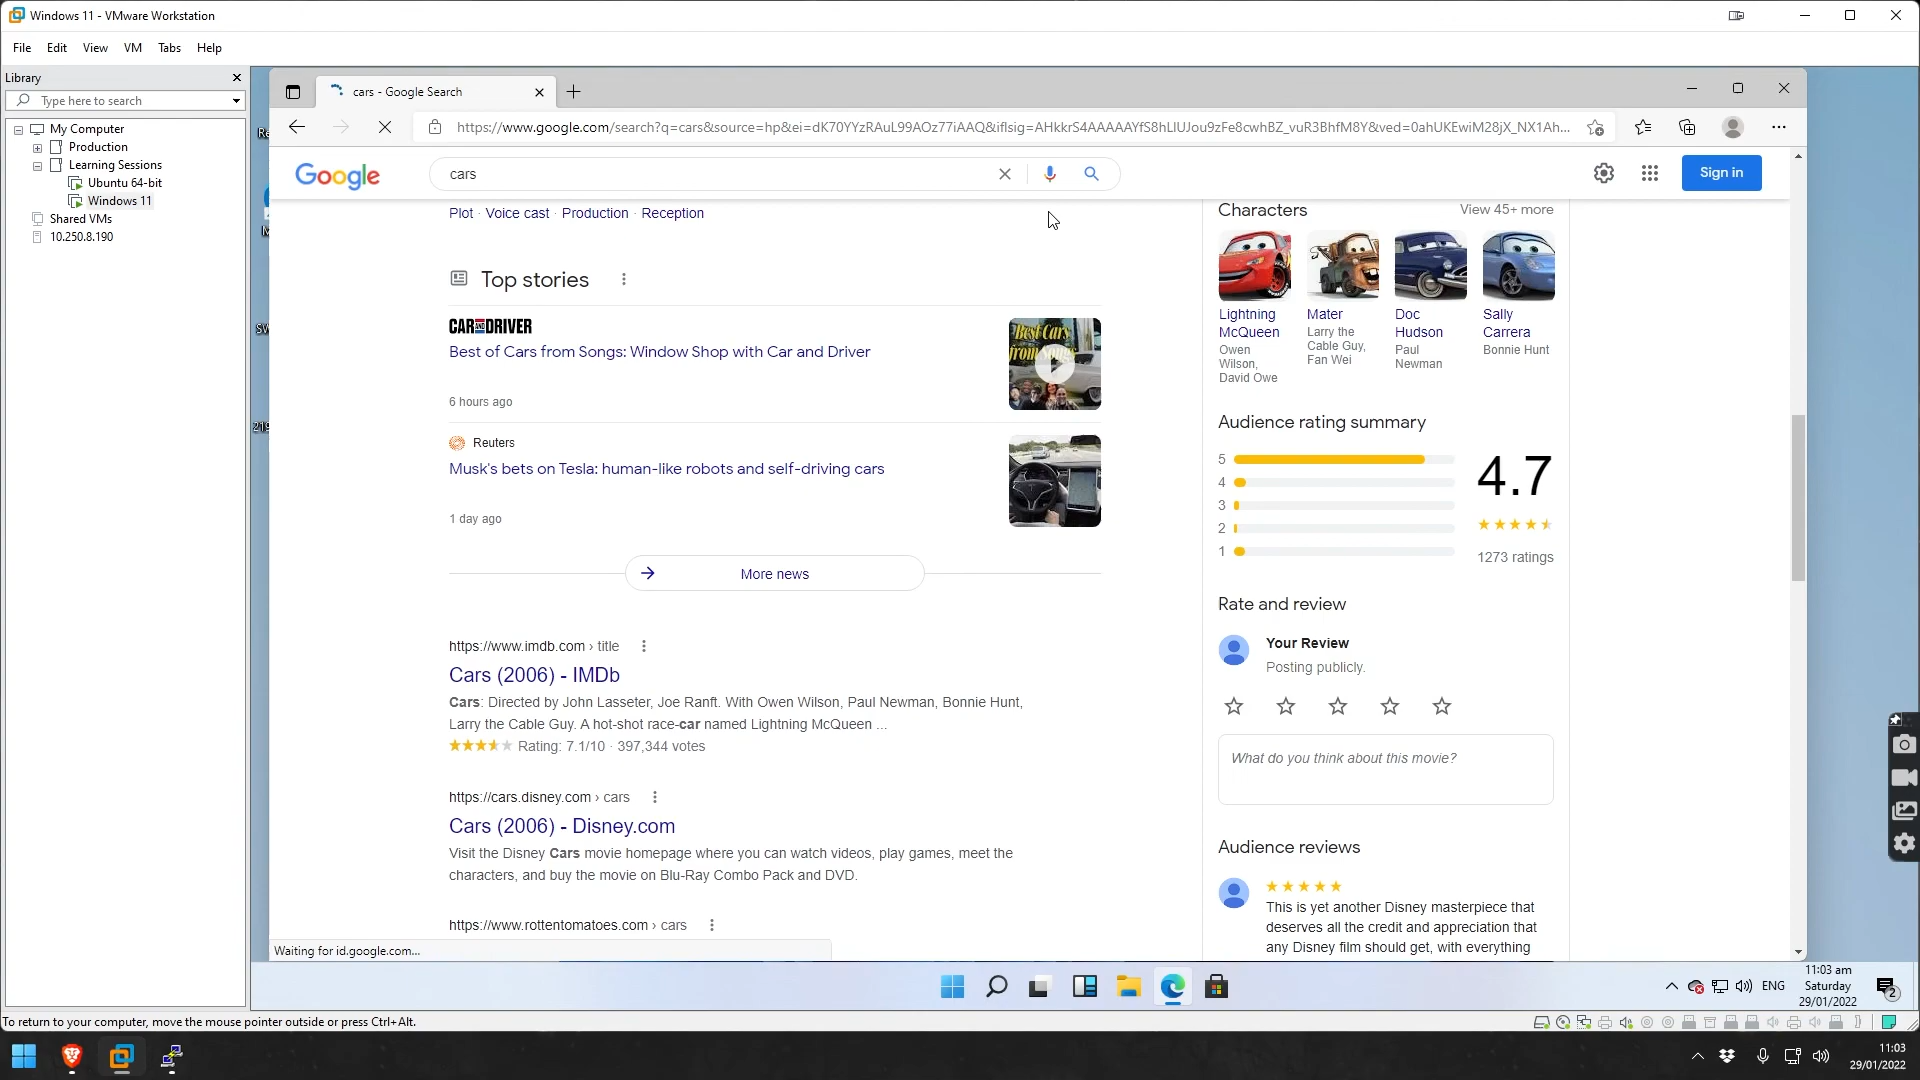 Windows 11 - VMware Workstation
File Edit View VM Tabs Help
Library
Type here to search
My Computer
Production
Learning Sessions
Ubuntu 64-bit
Windows 11
Shared VMs
10.250.8.190
cars - Google Search
https://www.google.com/search?q=cars&source=hp&ei=dK70YYzRAuL99AOz77iAAQ&iflsig=AHkkrS4AAAAAYfS8hLlUJou9zFe8cwhBZ_vuR3BhfM8Y&ved=0ahUKEwiM28jX_NX1Ah...
Google
cars
Sign in
Plot · Voice cast · Production · Reception
Top stories
CAR AND DRIVER
Best of Cars from Songs: Window Shop with Car and Driver
6 hours ago
Best Cars
from Songs
Reuters
Musk's bets on Tesla: human-like robots and self-driving cars
1 day ago
More news
https://www.imdb.com › title
Cars (2006) - IMDb
Cars: Directed by John Lasseter, Joe Ranft. With Owen Wilson, Paul Newman, Bonnie Hunt,
Larry the Cable Guy. A hot-shot race-car named Lightning McQueen ...
Rating: 7.1/10 · 397,344 votes
https://cars.disney.com › cars
Cars (2006) - Disney.com
Visit the Disney Cars movie homepage where you can watch videos, play games, meet the
characters, and buy the movie on Blu-Ray Combo Pack and DVD.
https://www.rottentomatoes.com › cars
Waiting for id.google.com...
Characters
View 45+ more
Lightning
McQueen
Owen
Wilson,
David Owe
Mater
Larry the
Cable Guy,
Fan Wei
Doc
Hudson
Paul
Newman
Sally
Carrera
Bonnie Hunt
Audience rating summary
5
4
3
2
1
4.7
1273 ratings
Rate and review
Your Review
Posting publicly.
What do you think about this movie?
Audience reviews
This is yet another Disney masterpiece that
deserves all the credit and appreciation that
any Disney film should get, with everything
ENG
11:03 am
Saturday
29/01/2022
2
To return to your computer, move the mouse pointer outside or press Ctrl+Alt.
11:03
29/01/2022